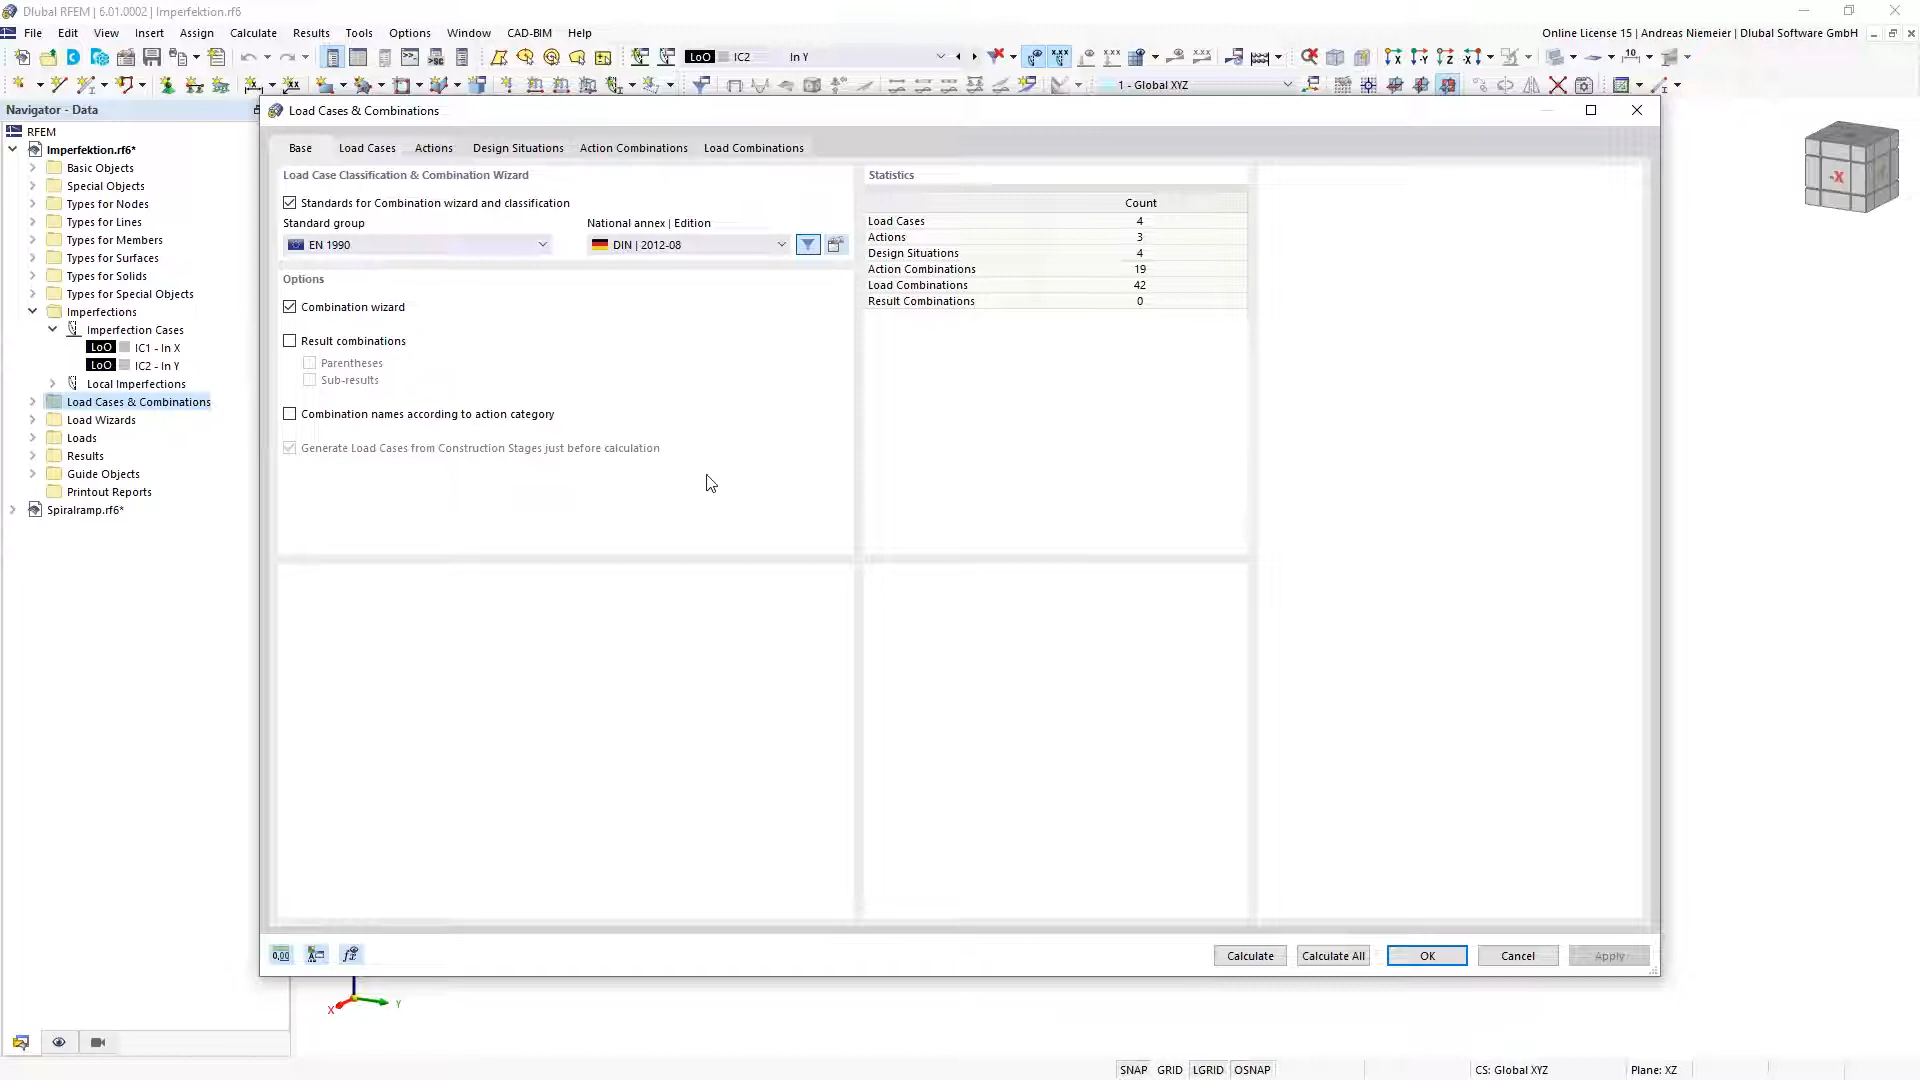 Dlubal RFEM | 6.01.0002 | Imperfektion.rf6
File Edit View Insert Assign Calculate Results Tools Options Window CAD-BIM Help
Online License 15 | Andreas Niemeier | Dlubal Software GmbH
LoO IC2 In Y
1 - Global XYZ
Navigator - Data
RFEM
Imperfektion.rf6*
Basic Objects
Special Objects
Types for Nodes
Types for Lines
Types for Members
Types for Surfaces
Types for Solids
Types for Special Objects
Imperfections
Imperfection Cases
LoO IC1 - In X
LoO IC2 - In Y
Local Imperfections
Load Cases & Combinations
Load Wizards
Loads
Results
Guide Objects
Printout Reports
Spiralramp.rf6*
Load Cases & Combinations
Base Load Cases Actions Design Situations Action Combinations Load Combinations
Load Case Classification & Combination Wizard
Standards for Combination wizard and classification
Standard group National annex | Edition
EN 1990 DIN | 2012-08
Options
Combination wizard
Result combinations
Parentheses
Sub-results
Combination names according to action category
Generate Load Cases from Construction Stages just before calculation
Statistics
Count
Load Cases 4
Actions 3
Design Situations 4
Action Combinations 19
Load Combinations 42
Result Combinations 0
-X
Calculate Calculate All OK Cancel Apply
X Y
SNAP GRID LGRID OSNAP CS: Global XYZ Plane: XZ